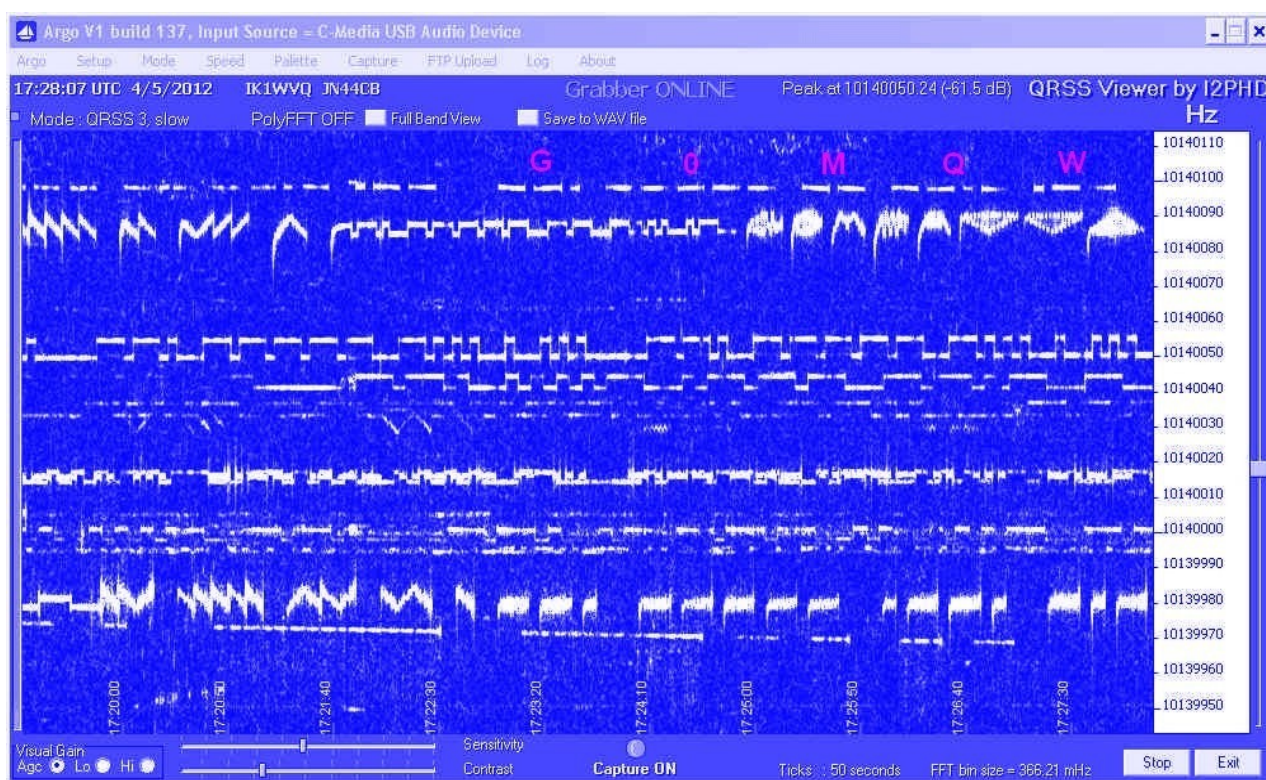 Argo V1 build 137, Input Source = C-Media USB Audio Device
Argo Setup Mode Speed Palette Capture FTP Upload Log About
17:28:07 UTC 4/5/2012 IK1WVQ JN44CB Grabber ONLINE Peak at 10140050.24 (-61.5 dB) QRSS Viewer by I2PHD
Mode : QRSS 3, slow PolyFFT OFF Full Band View Save to WAV file Hz
G 0 M Q W
10140110
10140100
10140090
10140080
10140070
10140060
10140050
10140040
10140030
10140020
10140010
10140000
10139990
10139980
10139970
10139960
10139950
17:20:00 17:20:50 17:21:40 17:22:30 17:23:20 17:24:10 17:25:00 17:25:50 17:26:40 17:27:30
Visual Gain
Agc Lo Hi
Sensitivity
Contrast
Capture ON
Ticks : 50 seconds
FFT bin size = 366.21 mHz
Stop Exit